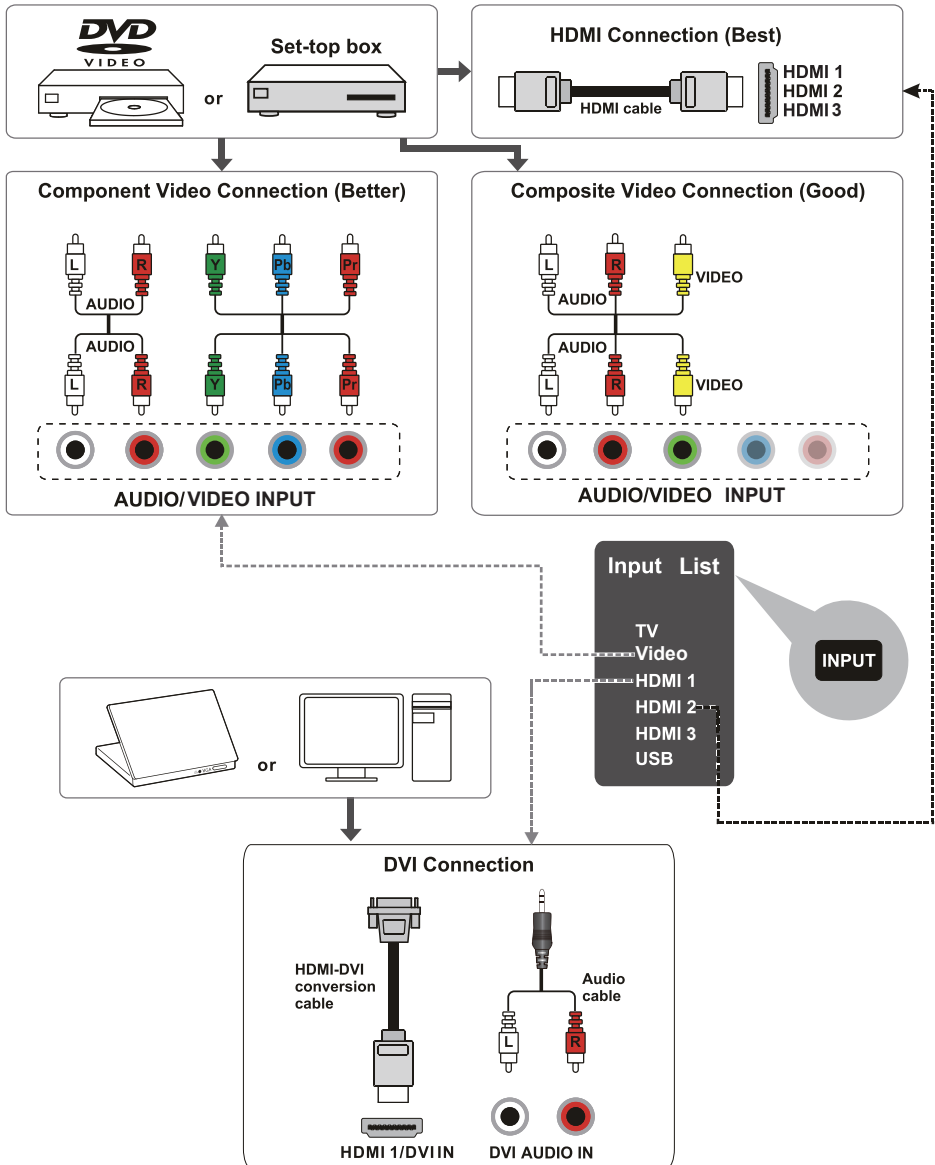 DVD
VIDEO
or
Set-top box
HDMI Connection (Best)
HDMI cable
HDMI 1
HDMI 2
HDMI 3
Component Video Connection (Better)
L R Y Pb Pr
AUDIO
AUDIO
L R Y Pb Pr
AUDIO/VIDEO INPUT
Composite Video Connection (Good)
L R VIDEO
AUDIO
AUDIO
L R VIDEO
AUDIO/VIDEO INPUT
Input List
TV
Video
HDMI 1
HDMI 2
HDMI 3
USB
INPUT
or
DVI Connection
HDMI-DVI
conversion
cable
Audio
cable
L R
HDMI 1/DVI IN
DVI AUDIO IN